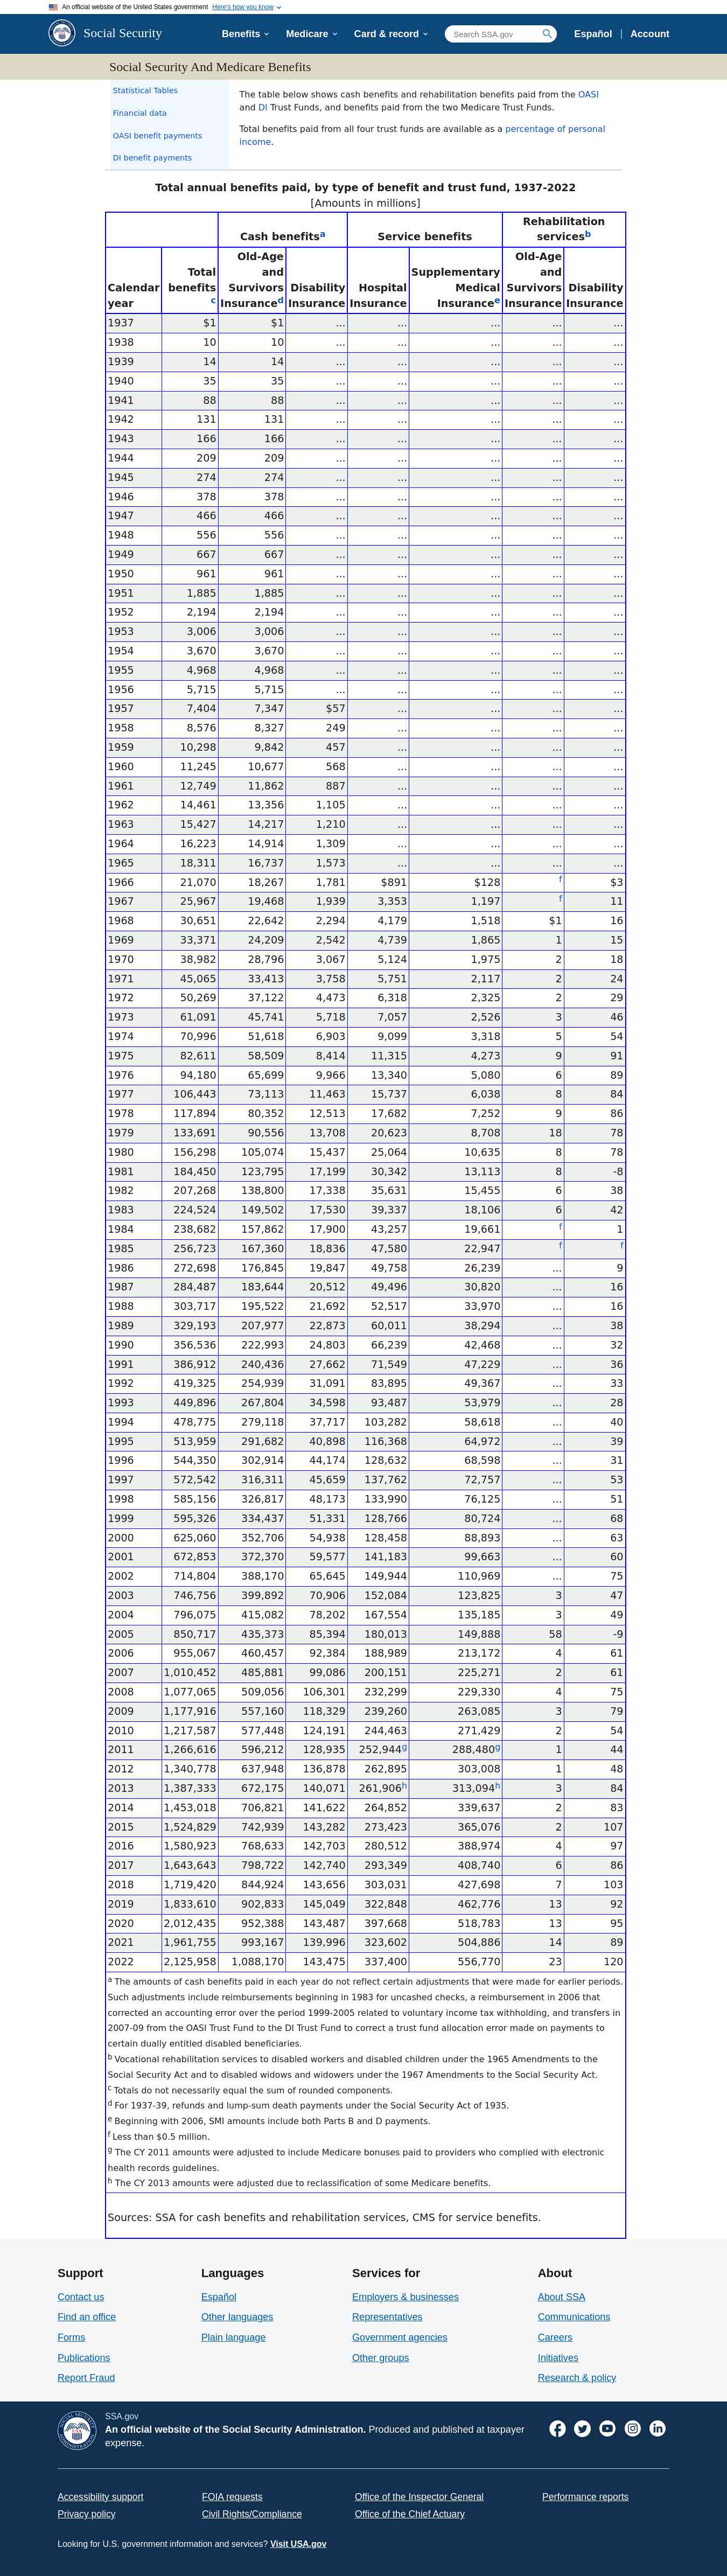 An official website of the United States government Here's how you know
Social Security Benefits Medicare Card & record Search SSA.gov Español Account
Social Security And Medicare Benefits
Statistical Tables
Financial data
OASI benefit payments
DI benefit payments
The table below shows cash benefits and rehabilitation benefits paid from the OASI
and DI Trust Funds, and benefits paid from the two Medicare Trust Funds.
Total benefits paid from all four trust funds are available as a percentage of personal
income.
Total annual benefits paid, by type of benefit and trust fund, 1937-2022
[Amounts in millions]
Cash benefits a Service benefits Rehabilitation services b
Calendar year Total benefits c Old-Age and Survivors Insurance d Disability Insurance Hospital Insurance Supplementary Medical Insurance e Old-Age and Survivors Insurance Disability Insurance
1937 $1 $1 ... ... ... ... ...
1938 10 10 ... ... ... ... ...
1939 14 14 ... ... ... ... ...
1940 35 35 ... ... ... ... ...
1941 88 88 ... ... ... ... ...
1942 131 131 ... ... ... ... ...
1943 166 166 ... ... ... ... ...
1944 209 209 ... ... ... ... ...
1945 274 274 ... ... ... ... ...
1946 378 378 ... ... ... ... ...
1947 466 466 ... ... ... ... ...
1948 556 556 ... ... ... ... ...
1949 667 667 ... ... ... ... ...
1950 961 961 ... ... ... ... ...
1951 1,885 1,885 ... ... ... ... ...
1952 2,194 2,194 ... ... ... ... ...
1953 3,006 3,006 ... ... ... ... ...
1954 3,670 3,670 ... ... ... ... ...
1955 4,968 4,968 ... ... ... ... ...
1956 5,715 5,715 ... ... ... ... ...
1957 7,404 7,347 $57 ... ... ... ...
1958 8,576 8,327 249 ... ... ... ...
1959 10,298 9,842 457 ... ... ... ...
1960 11,245 10,677 568 ... ... ... ...
1961 12,749 11,862 887 ... ... ... ...
1962 14,461 13,356 1,105 ... ... ... ...
1963 15,427 14,217 1,210 ... ... ... ...
1964 16,223 14,914 1,309 ... ... ... ...
1965 18,311 16,737 1,573 ... ... ... ...
1966 21,070 18,267 1,781 $891 $128 f $3
1967 25,967 19,468 1,939 3,353 1,197 f 11
1968 30,651 22,642 2,294 4,179 1,518 $1 16
1969 33,371 24,209 2,542 4,739 1,865 1 15
1970 38,982 28,796 3,067 5,124 1,975 2 18
1971 45,065 33,413 3,758 5,751 2,117 2 24
1972 50,269 37,122 4,473 6,318 2,325 2 29
1973 61,091 45,741 5,718 7,057 2,526 3 46
1974 70,996 51,618 6,903 9,099 3,318 5 54
1975 82,611 58,509 8,414 11,315 4,273 9 91
1976 94,180 65,699 9,966 13,340 5,080 6 89
1977 106,443 73,113 11,463 15,737 6,038 8 84
1978 117,894 80,352 12,513 17,682 7,252 9 86
1979 133,691 90,556 13,708 20,623 8,708 18 78
1980 156,298 105,074 15,437 25,064 10,635 8 78
1981 184,450 123,795 17,199 30,342 13,113 8 -8
1982 207,268 138,800 17,338 35,631 15,455 6 38
1983 224,524 149,502 17,530 39,337 18,106 6 42
1984 238,682 157,862 17,900 43,257 19,661 f 1
1985 256,723 167,360 18,836 47,580 22,947 f f
1986 272,698 176,845 19,847 49,758 26,239 ... 9
1987 284,487 183,644 20,512 49,496 30,820 ... 16
1988 303,717 195,522 21,692 52,517 33,970 ... 16
1989 329,193 207,977 22,873 60,011 38,294 ... 38
1990 356,536 222,993 24,803 66,239 42,468 ... 32
1991 386,912 240,436 27,662 71,549 47,229 ... 36
1992 419,325 254,939 31,091 83,895 49,367 ... 33
1993 449,896 267,804 34,598 93,487 53,979 ... 28
1994 478,775 279,118 37,717 103,282 58,618 ... 40
1995 513,959 291,682 40,898 116,368 64,972 ... 39
1996 544,350 302,914 44,174 128,632 68,598 ... 31
1997 572,542 316,311 45,659 137,762 72,757 ... 53
1998 585,156 326,817 48,173 133,990 76,125 ... 51
1999 595,326 334,437 51,331 128,766 80,724 ... 68
2000 625,060 352,706 54,938 128,458 88,893 ... 63
2001 672,853 372,370 59,577 141,183 99,663 ... 60
2002 714,804 388,170 65,645 149,944 110,969 ... 75
2003 746,756 399,892 70,906 152,084 123,825 3 47
2004 796,075 415,082 78,202 167,554 135,185 3 49
2005 850,717 435,373 85,394 180,013 149,888 58 -9
2006 955,067 460,457 92,384 188,989 213,172 4 61
2007 1,010,452 485,881 99,086 200,151 225,271 2 61
2008 1,077,065 509,056 106,301 232,299 229,330 4 75
2009 1,177,916 557,160 118,329 239,260 263,085 3 79
2010 1,217,587 577,448 124,191 244,463 271,429 2 54
2011 1,266,616 596,212 128,935 252,944g 288,480g 1 44
2012 1,340,778 637,948 136,878 262,895 303,008 1 48
2013 1,387,333 672,175 140,071 261,906h 313,094h 3 84
2014 1,453,018 706,821 141,622 264,852 339,637 2 83
2015 1,524,829 742,939 143,282 273,423 365,076 2 107
2016 1,580,923 768,633 142,703 280,512 388,974 4 97
2017 1,643,643 798,722 142,740 293,349 408,740 6 86
2018 1,719,420 844,924 143,656 303,031 427,698 7 103
2019 1,833,610 902,833 145,049 322,848 462,776 13 92
2020 2,012,435 952,388 143,487 397,668 518,783 13 95
2021 1,961,755 993,167 139,996 323,602 504,886 14 89
2022 2,125,958 1,088,170 143,475 337,400 556,770 23 120
a The amounts of cash benefits paid in each year do not reflect certain adjustments that were made for earlier periods.
Such adjustments include reimbursements beginning in 1983 for uncashed checks, a reimbursement in 2006 that
corrected an accounting error over the period 1999-2005 related to voluntary income tax withholding, and transfers in
2007-09 from the OASI Trust Fund to the DI Trust Fund to correct a trust fund allocation error made on payments to
certain dually entitled disabled beneficiaries.
b Vocational rehabilitation services to disabled workers and disabled children under the 1965 Amendments to the
Social Security Act and to disabled widows and widowers under the 1967 Amendments to the Social Security Act.
c Totals do not necessarily equal the sum of rounded components.
d For 1937-39, refunds and lump-sum death payments under the Social Security Act of 1935.
e Beginning with 2006, SMI amounts include both Parts B and D payments.
f Less than $0.5 million.
g The CY 2011 amounts were adjusted to include Medicare bonuses paid to providers who complied with electronic
health records guidelines.
h The CY 2013 amounts were adjusted due to reclassification of some Medicare benefits.
Sources: SSA for cash benefits and rehabilitation services, CMS for service benefits.
Support Languages Services for About
Contact us Español Employers & businesses About SSA
Find an office Other languages Representatives Communications
Forms Plain language Government agencies Careers
Publications Other groups Initiatives
Report Fraud Research & policy
SSA.gov
An official website of the Social Security Administration. Produced and published at taxpayer
expense.
Accessibility support FOIA requests Office of the Inspector General Performance reports
Privacy policy Civil Rights/Compliance Office of the Chief Actuary
Looking for U.S. government information and services? Visit USA.gov